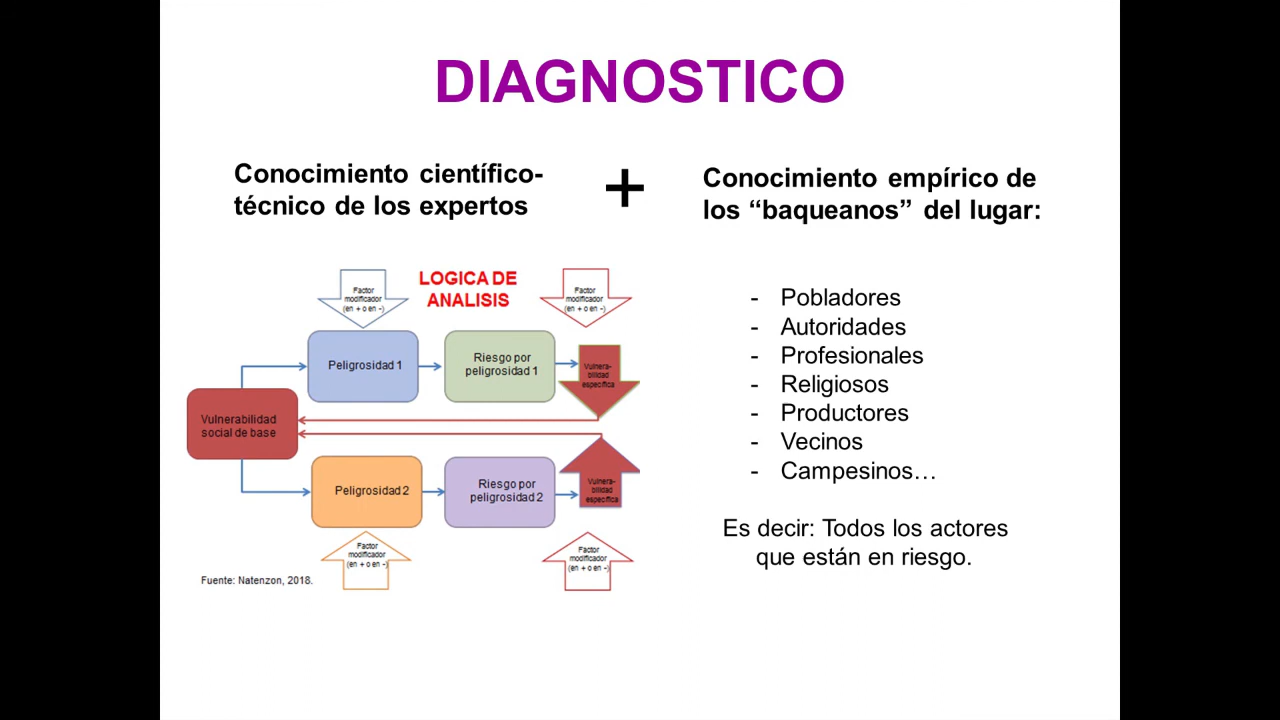 DIAGNOSTICO
Conocimiento científico-
técnico de los expertos
+
Conocimiento empírico de
los “baqueanos” del lugar:
LOGICA DE
ANALISIS
Factor
modificador
(en + o en -)
Factor
modificador
(en + o en -)
Peligrosidad 1
Riesgo por
peligrosidad 1
Vulnera-
bilidad
específica
Vulnerabilidad
social de base
Peligrosidad 2
Riesgo por
peligrosidad 2
Vulnera-
bilidad
específica
Factor
modificador
(en + o en -)
Factor
modificador
(en + o en -)
Fuente: Natenzon, 2018.
- Pobladores
- Autoridades
- Profesionales
- Religiosos
- Productores
- Vecinos
- Campesinos…
Es decir: Todos los actores
que están en riesgo.